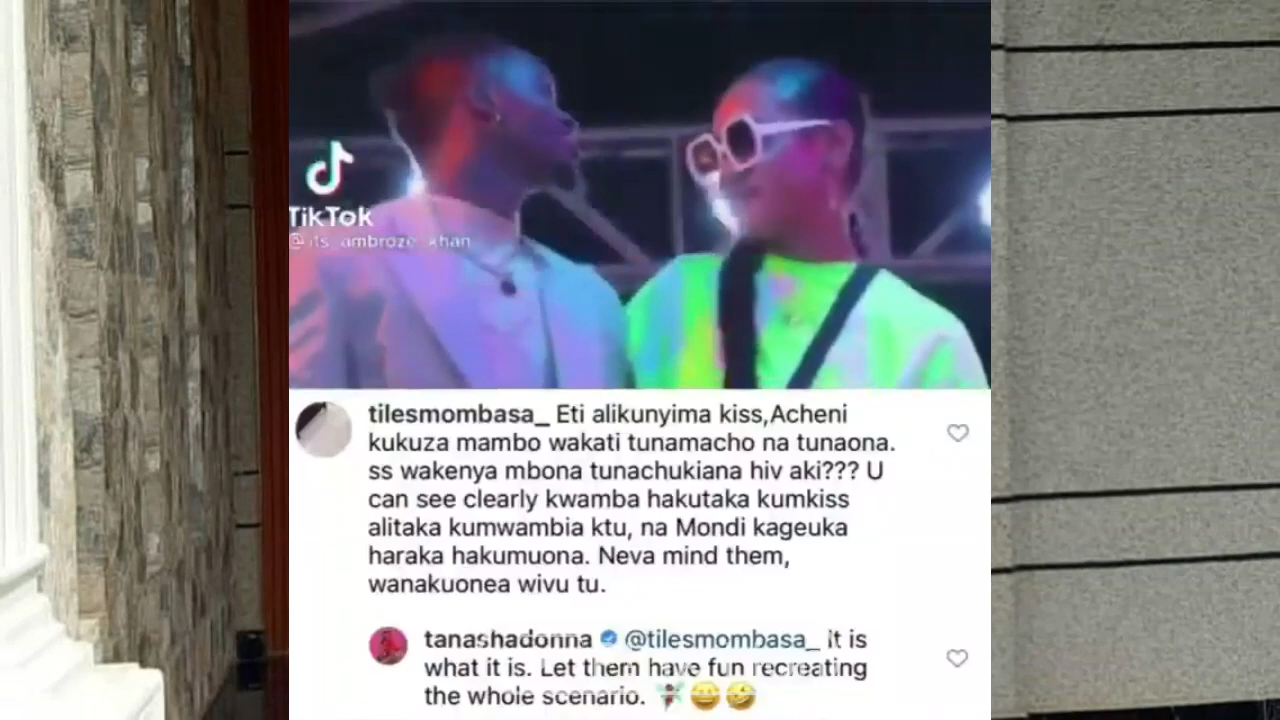 TikTok
@its_ambroze_khan
tilesmombasa_ Eti alikunyima kiss,Acheni
kukuza mambo wakati tunamacho na tunaona.
ss wakenya mbona tunachukiana hiv aki??? U
can see clearly kwamba hakutaka kumkiss
alitaka kumwambia ktu, na Mondi kageuka
haraka hakumuona. Neva mind them,
wanakuonea wivu tu.
tanashadonna @tilesmombasa_ It is
what it is. Let them have fun recreating
the whole scenario. 🧚🏾‍♀️😄🤣